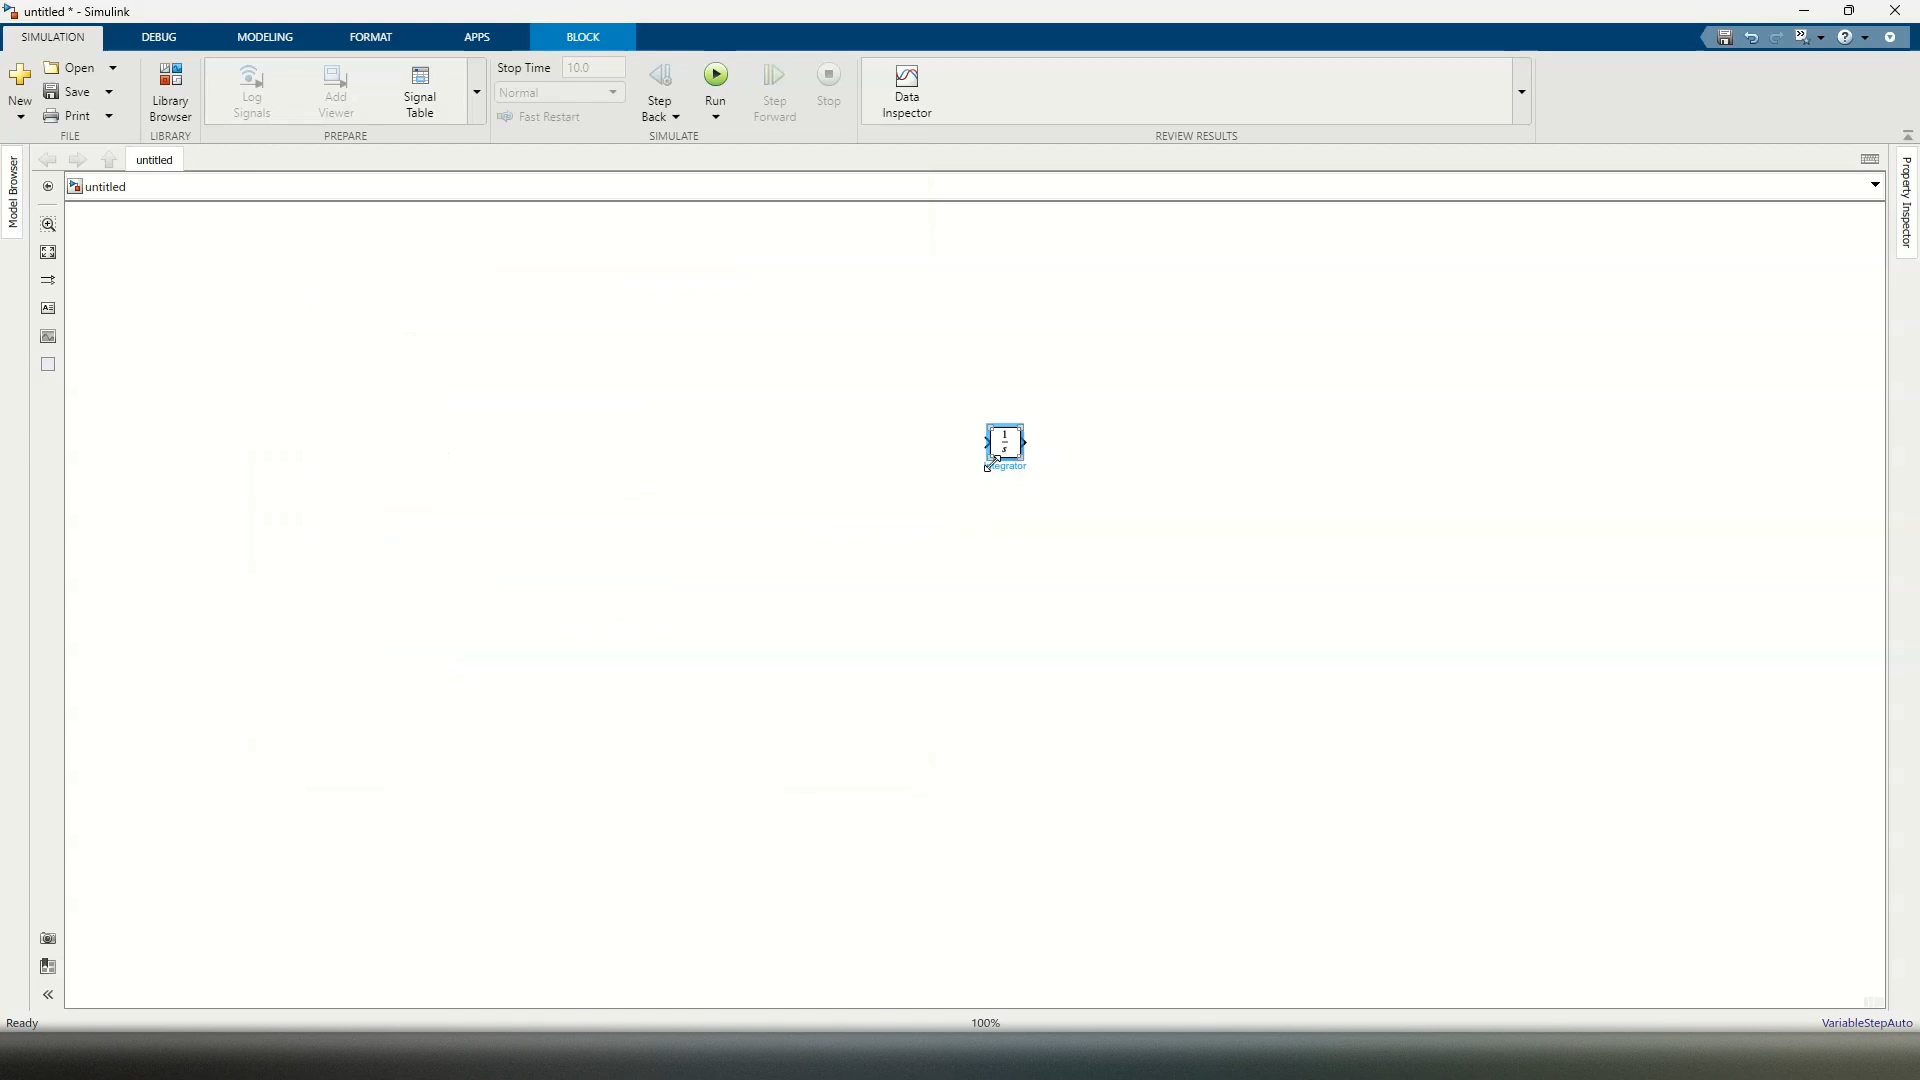 untitled * - Simulink
SIMULATION DEBUG MODELING FORMAT APPS BLOCK
New
Open
Save
Print
FILE
Library
Browser
LIBRARY
Log
Signals
Add
Viewer
Signal
Table
PREPARE
Stop Time 10.0
Normal
Fast Restart
Step
Back
Run
Step
Forward
Stop
SIMULATE
Data
Inspector
REVIEW RESULTS
Model Browser
untitled
untitled
Property Inspector
1
s
Ready 100% VariableStepAuto